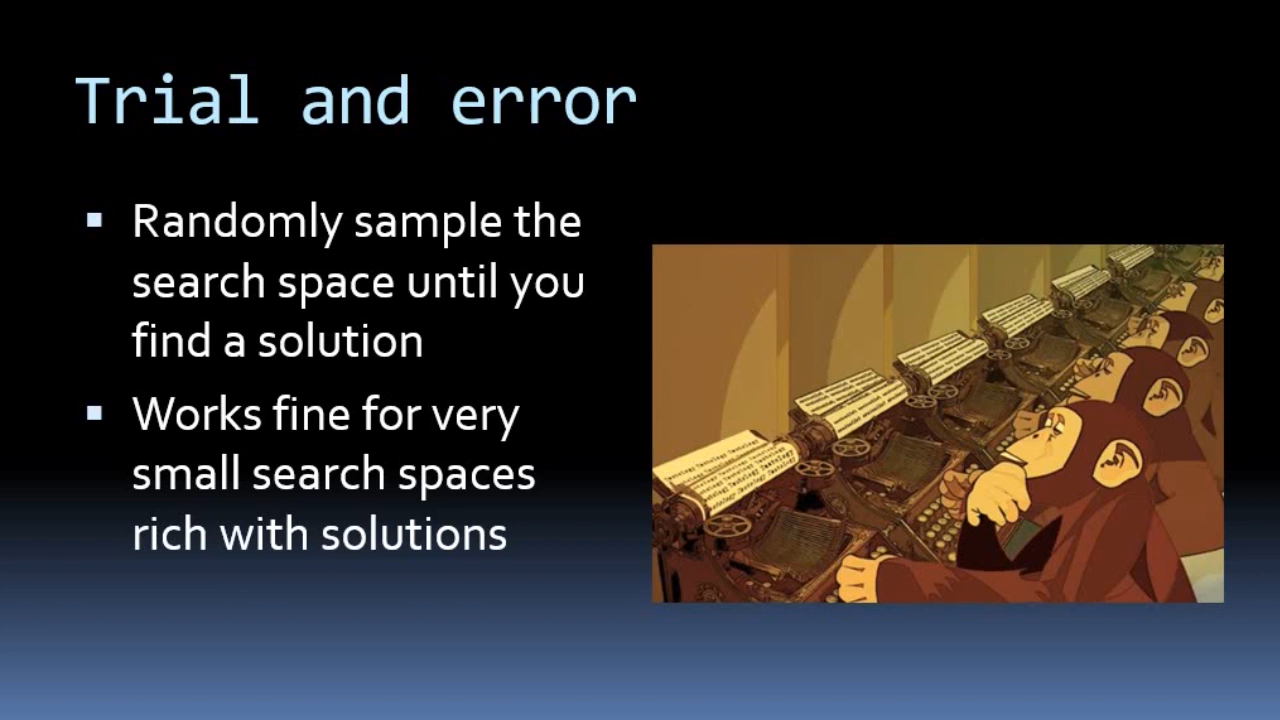 Trial and error
Randomly sample the
search space until you
find a solution
Works fine for very
small search spaces
rich with solutions